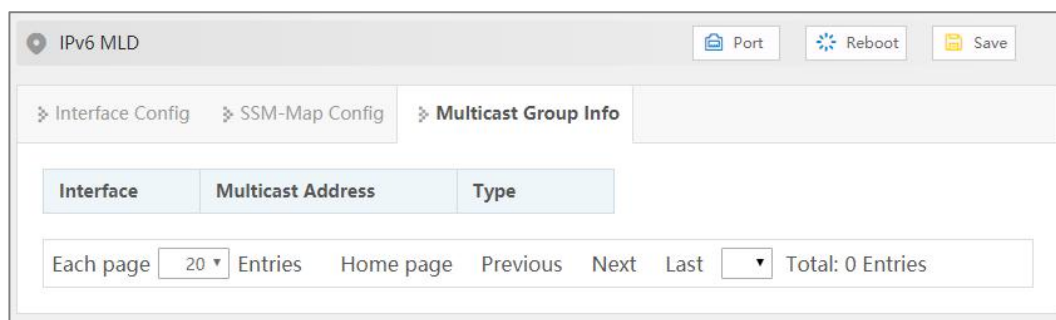 IPv6 MLD Port Reboot Save
Interface Config SSM-Map Config Multicast Group Info
Interface Multicast Address Type
Each page 20 Entries Home page Previous Next Last Total: 0 Entries